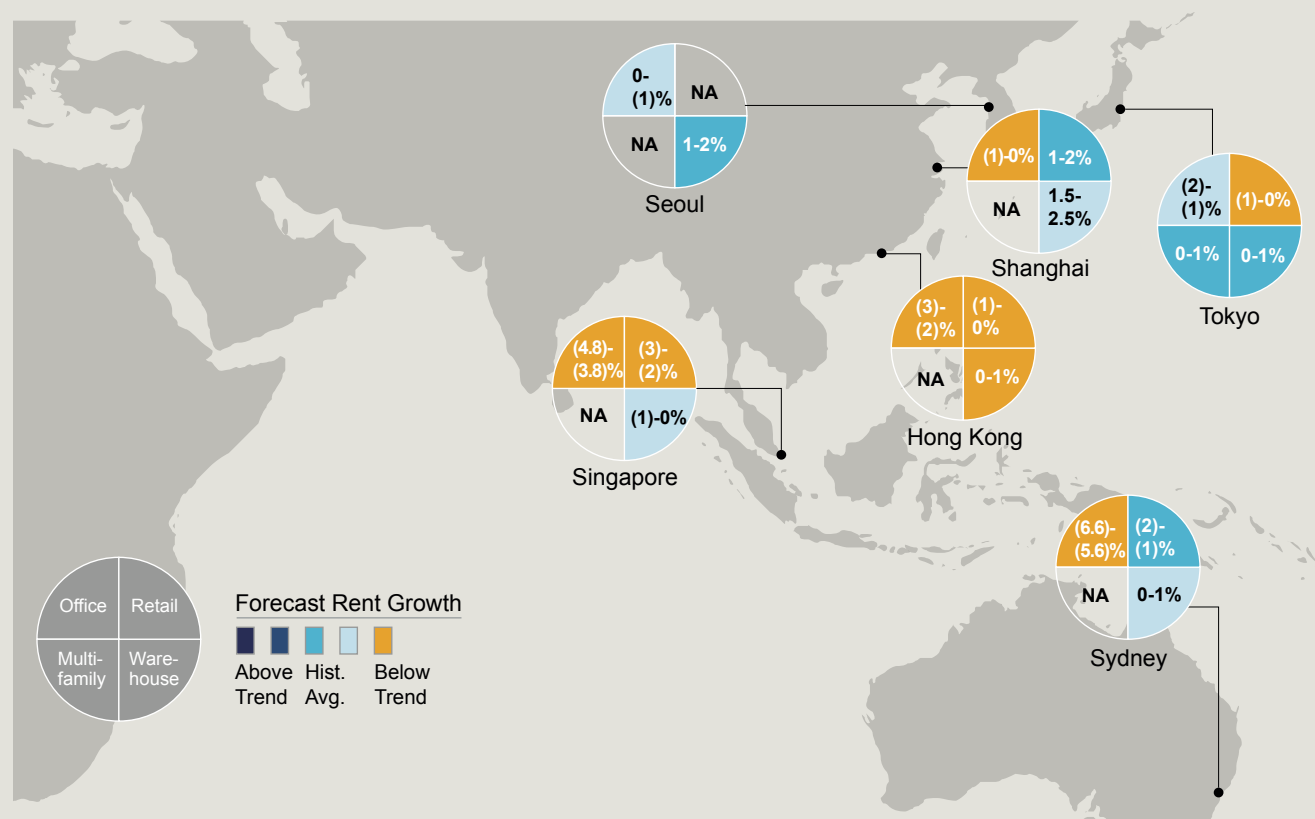 0-
(1)%
NA
NA
1-2%
Seoul
(1)-0%
1-2%
NA
1.5-
2.5%
Shanghai
(2)-
(1)%
(1)-0%
0-1%
0-1%
Tokyo
(3)-
(2)%
(1)-
0%
NA
0-1%
Hong Kong
(4.8)-
(3.8)%
(3)-
(2)%
NA
(1)-0%
Singapore
(6.6)-
(5.6)%
(2)-
(1)%
NA
0-1%
Sydney
Office
Retail
Multi-
family
Ware-
house
Forecast Rent Growth
Above
Trend
Hist.
Avg.
Below
Trend